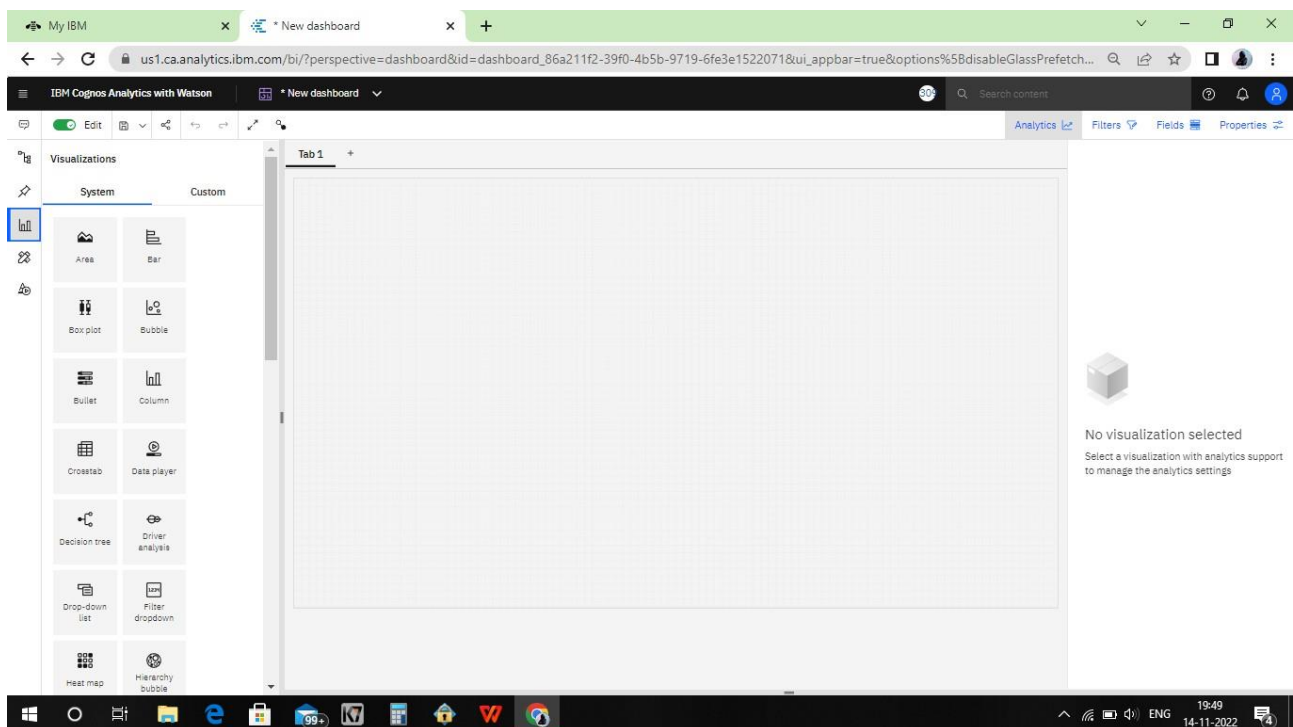 My IBM
* New dashboard
us1.ca.analytics.ibm.com/bi/?perspective=dashboard&id=dashboard_86a211f2-39f0-4b5b-9719-6fe3e1522071&ui_appbar=true&options%5BdisableGlassPrefetch...
IBM Cognos Analytics with Watson
* New dashboard
Search content
Edit
Analytics
Filters
Fields
Properties
Visualizations
Tab 1 +
System
Custom
Area
Bar
Box plot
Bubble
Bullet
Column
Crosstab
Data player
Decision tree
Driver
analysis
Drop-down
list
Filter
dropdown
Heat map
Hierarchy
bubble
No visualization selected
Select a visualization with analytics support
to manage the analytics settings
99+
ENG
19:49
14-11-2022
4